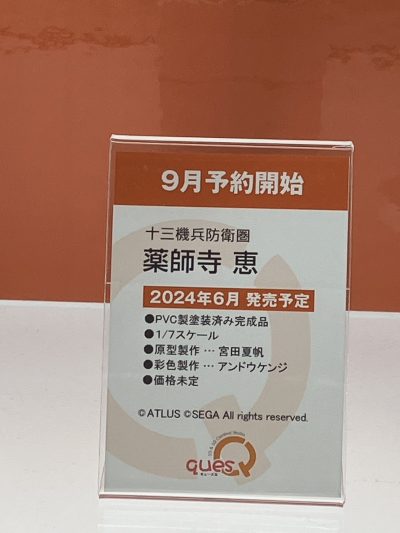 9月予約開始
十三機兵防衛圏
薬師寺 恵
2024年6月 発売予定
●PVC製塗装済み完成品
●1/7スケール
●原型製作 … 宮田夏帆
●彩色製作 … アンドウケンジ
●価格未定
©ATLUS ©SEGA All rights reserved.
quesQ